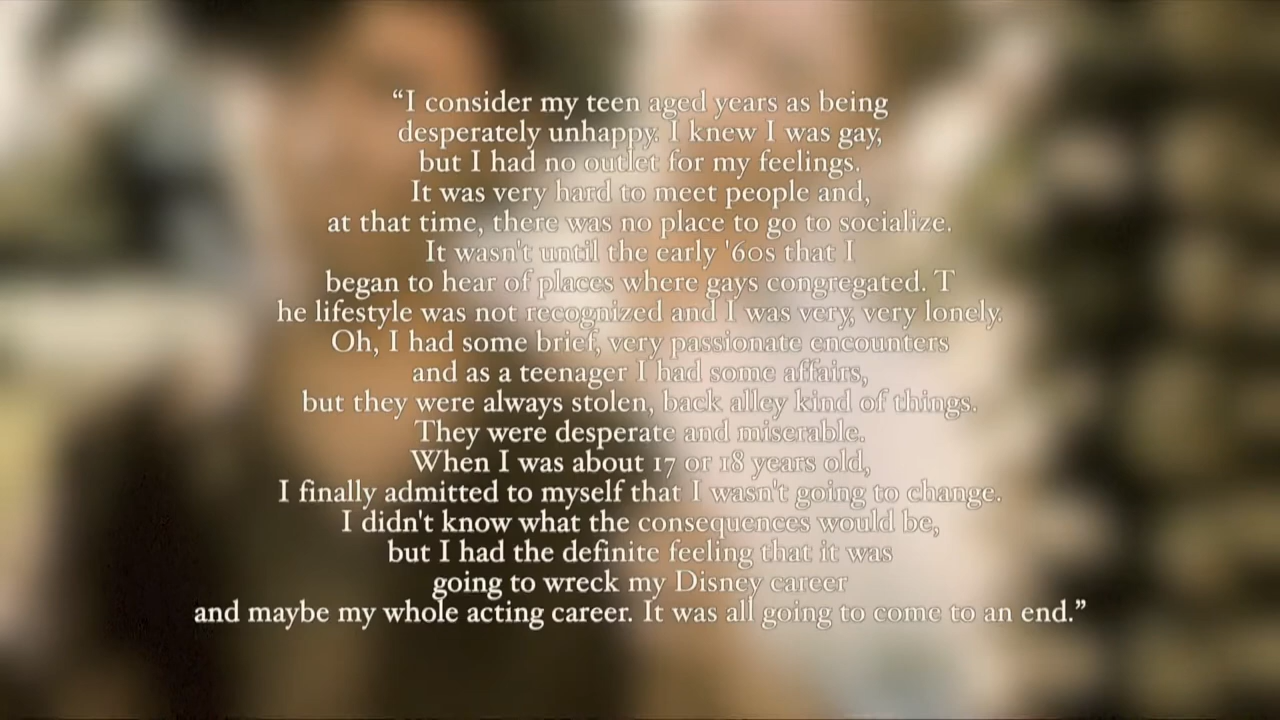 “I consider my teen aged years as being
desperately unhappy. I knew I was gay,
but I had no outlet for my feelings.
It was very hard to meet people and,
at that time, there was no place to go to socialize.
It wasn't until the early '60s that I
began to hear of places where gays congregated. T
he lifestyle was not recognized and I was very, very lonely.
Oh, I had some brief, very passionate encounters
and as a teenager I had some affairs,
but they were always stolen, back alley kind of things.
They were desperate and miserable.
When I was about 17 or 18 years old,
I finally admitted to myself that I wasn't going to change.
I didn't know what the consequences would be,
but I had the definite feeling that it was
going to wreck my Disney career
and maybe my whole acting career. It was all going to come to an end.”